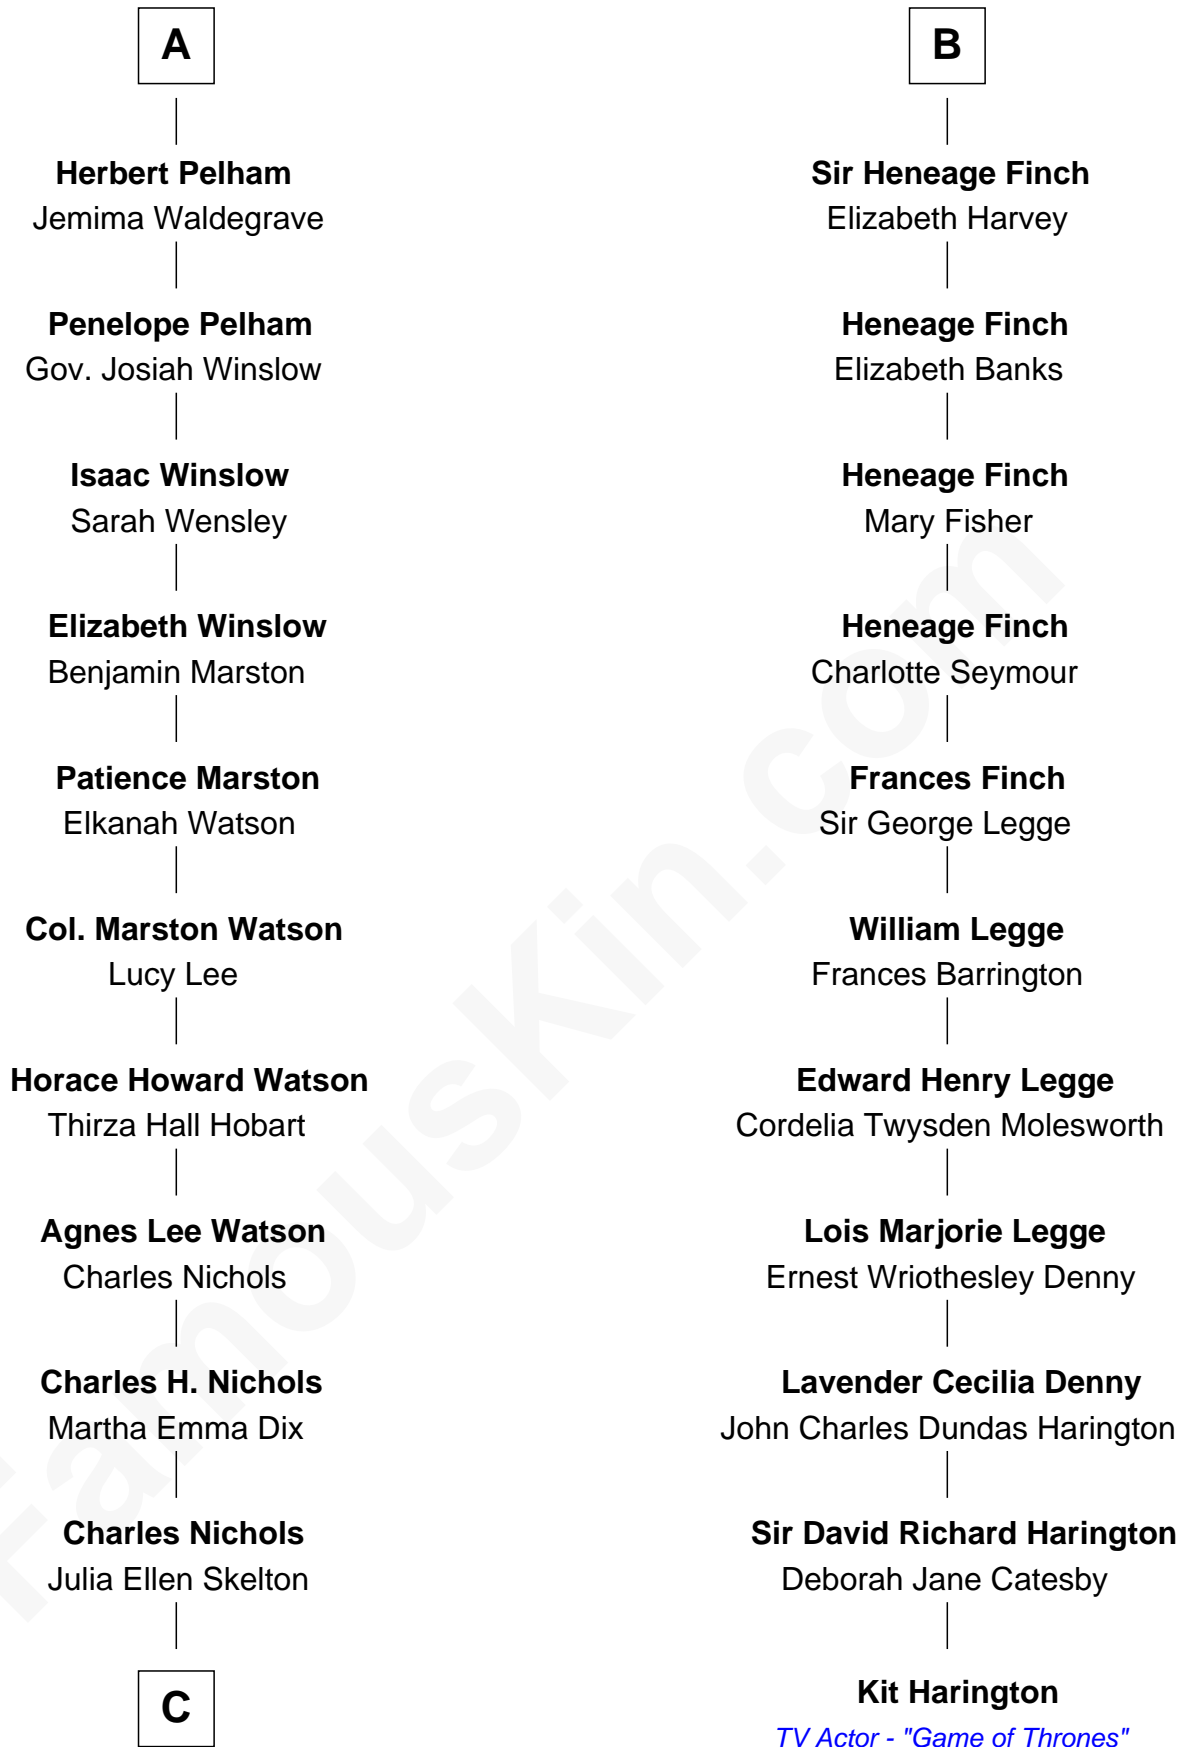 A
Herbert Pelham
Jemima Waldegrave
Penelope Pelham
Gov. Josiah Winslow
Isaac Winslow
Sarah Wensley
Elizabeth Winslow
Benjamin Marston
Patience Marston
Elkanah Watson
Col. Marston Watson
Lucy Lee
Horace Howard Watson
Thirza Hall Hobart
Agnes Lee Watson
Charles Nichols
Charles H. Nichols
Martha Emma Dix
Charles Nichols
Julia Ellen Skelton
C
B
Sir Heneage Finch
Elizabeth Harvey
Heneage Finch
Elizabeth Banks
Heneage Finch
Mary Fisher
Heneage Finch
Charlotte Seymour
Frances Finch
Sir George Legge
William Legge
Frances Barrington
Edward Henry Legge
Cordelia Twysden Molesworth
Lois Marjorie Legge
Ernest Wriothesley Denny
Lavender Cecilia Denny
John Charles Dundas Harington
Sir David Richard Harington
Deborah Jane Catesby
Kit Harington
TV Actor - "Game of Thrones"
FamousKin.com